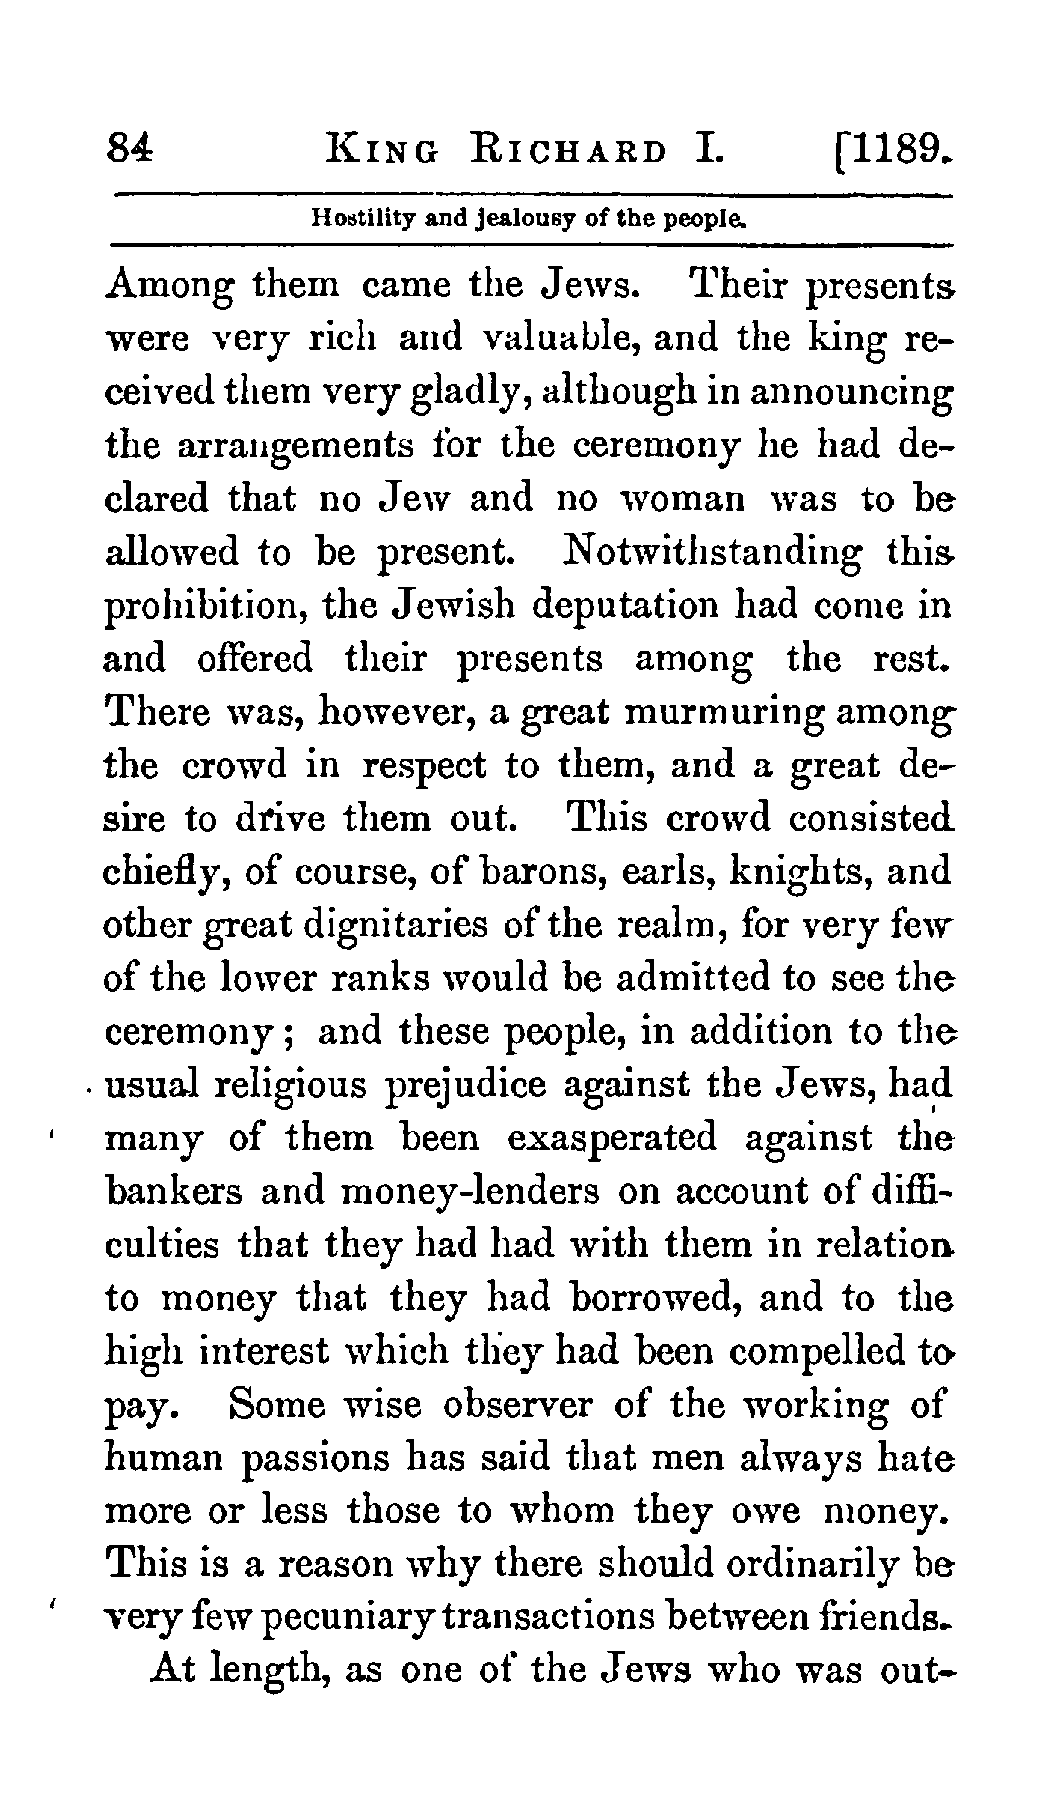 84 KING RICHARD I. [1189.
Hostility and jealousy of the people.
Among them came the Jews. Their presents
were very rich and valuable, and the king re-
ceived them very gladly, although in announcing
the arrangements for the ceremony he had de-
clared that no Jew and no woman was to be
allowed to be present. Notwithstanding this
prohibition, the Jewish deputation had come in
and offered their presents among the rest.
There was, however, a great murmuring among
the crowd in respect to them, and a great de-
sire to drive them out. This crowd consisted
chiefly, of course, of barons, earls, knights, and
other great dignitaries of the realm, for very few
of the lower ranks would be admitted to see the
ceremony; and these people, in addition to the
usual religious prejudice against the Jews, had
many of them been exasperated against the
bankers and money-lenders on account of diffi-
culties that they had had with them in relation
to money that they had borrowed, and to the
high interest which they had been compelled to
pay. Some wise observer of the working of
human passions has said that men always hate
more or less those to whom they owe money.
This is a reason why there should ordinarily be
very few pecuniary transactions between friends.
At length, as one of the Jews who was out-